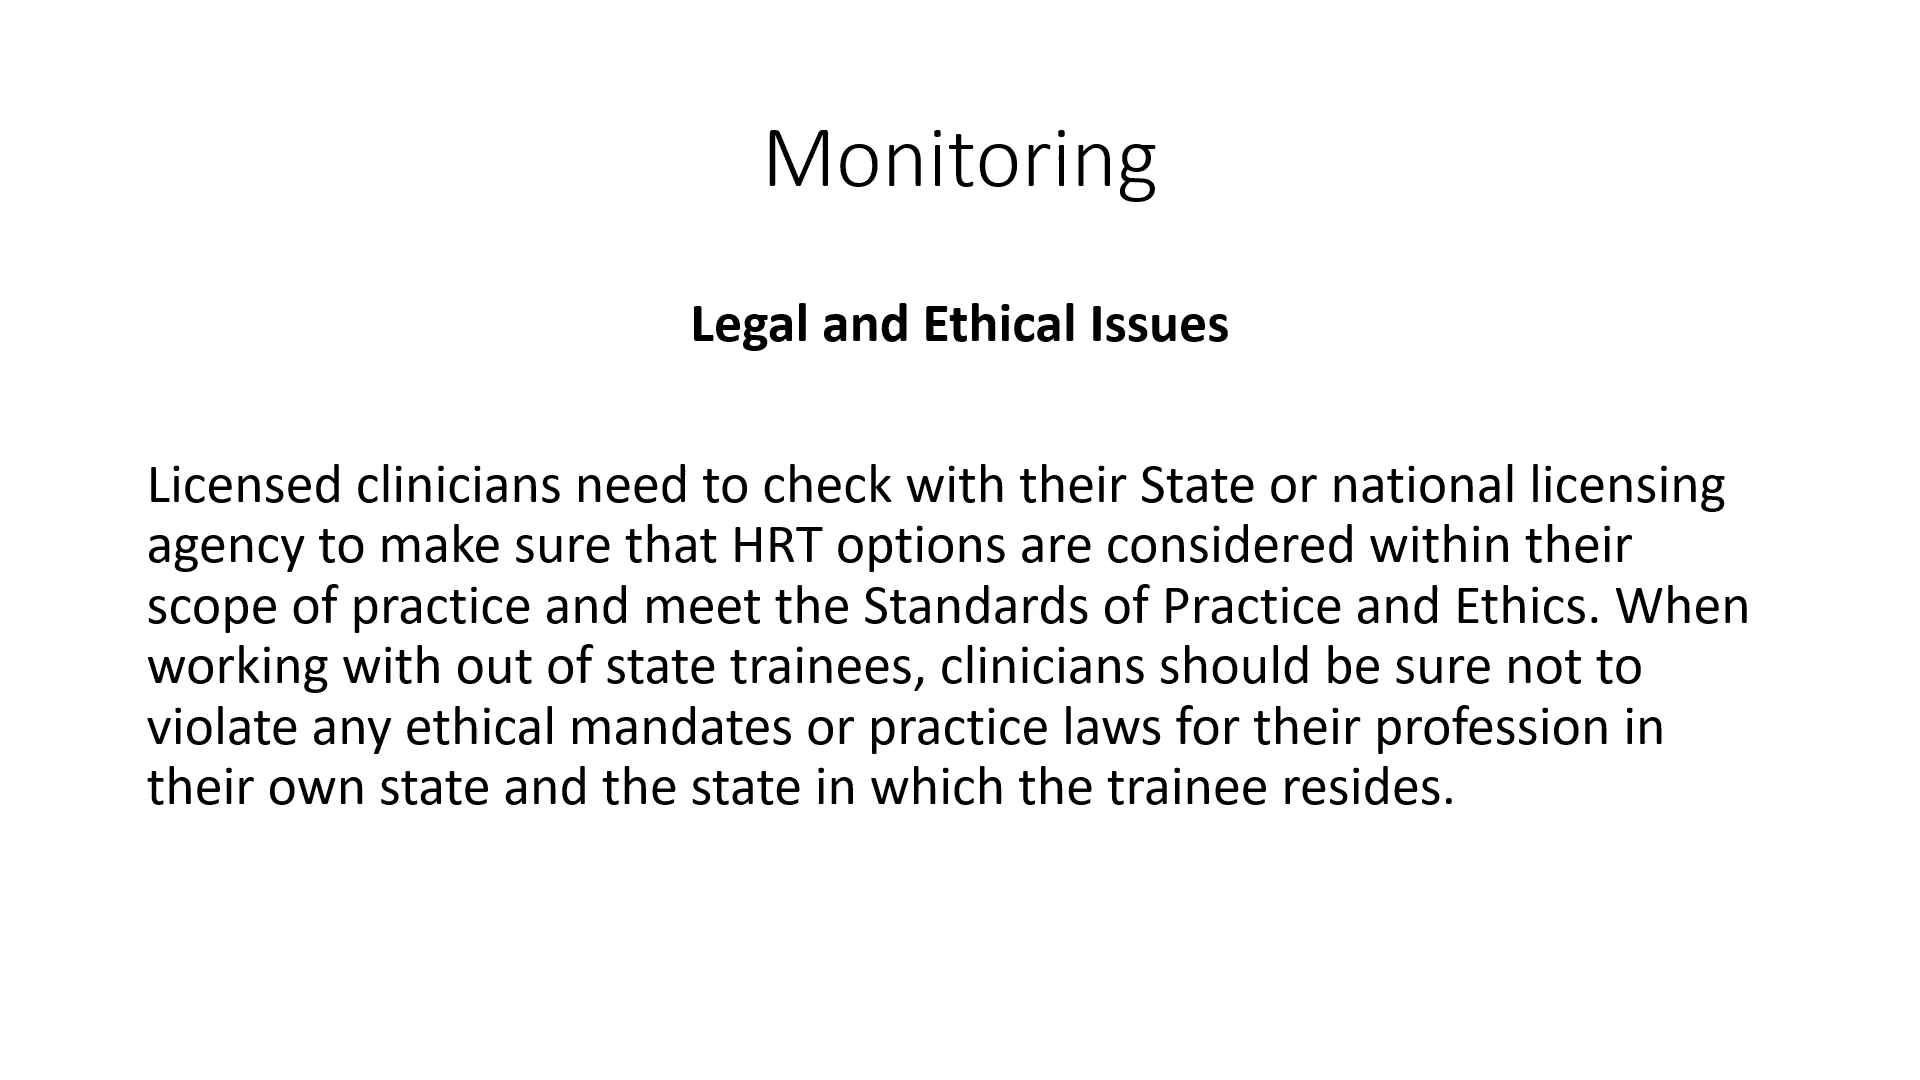 Monitoring
Legal and Ethical Issues
Licensed clinicians need to check with their State or national licensing
agency to make sure that HRT options are considered within their
scope of practice and meet the Standards of Practice and Ethics. When
working with out of state trainees, clinicians should be sure not to
violate any ethical mandates or practice laws for their profession in
their own state and the state in which the trainee resides.